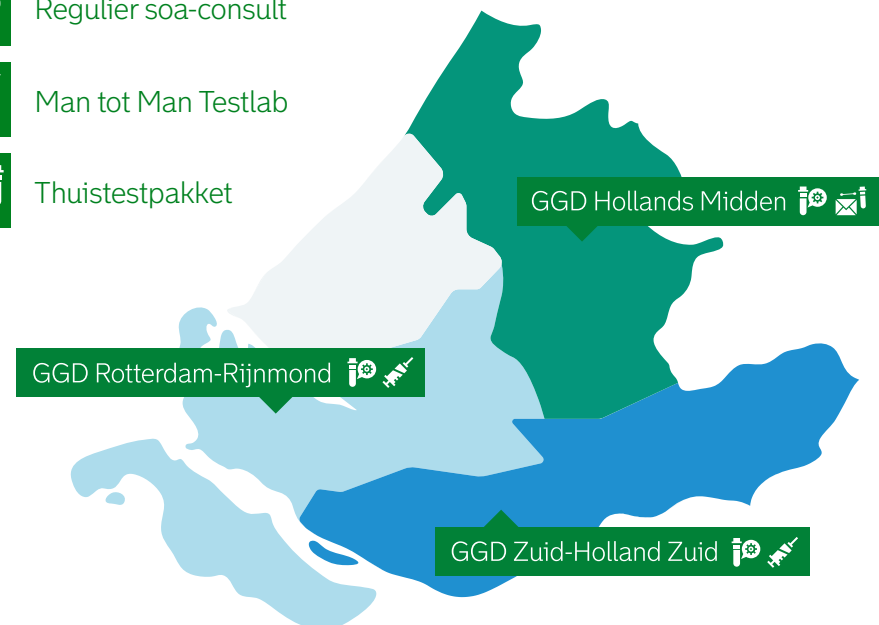 Regulier soa-consult
Man tot Man Testlab
Thuistestpakket
GGD Hollands Midden
GGD Rotterdam-Rijnmond
GGD Zuid-Holland Zuid